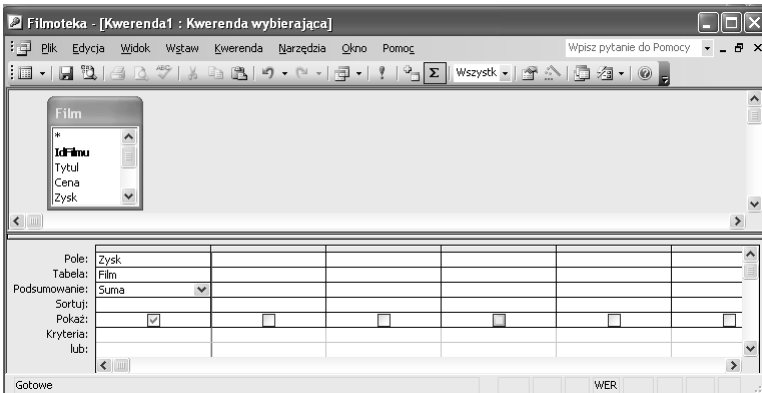 Filmoteka - [Kwerenda1 : Kwerenda wybierająca]
Plik Edycja Widok Wstaw Kwerenda Narzędzia Okno Pomoc Wpisz pytanie do Pomocy
Σ Wszystk
Film
*
IdFilmu
Tytul
Cena
Zysk
Pole: Zysk
Tabela: Film
Podsumowanie: Suma
Sortuj:
Pokaż:
Kryteria:
lub:
Gotowe WER